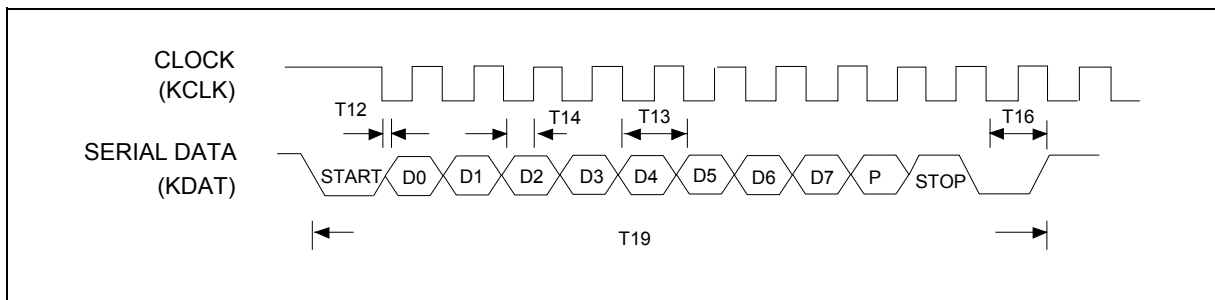 CLOCK
(KCLK)
T12
T14
T13
T16
SERIAL DATA
(KDAT)
START
D0
D1
D2
D3
D4
D5
D6
D7
P
STOP
T19